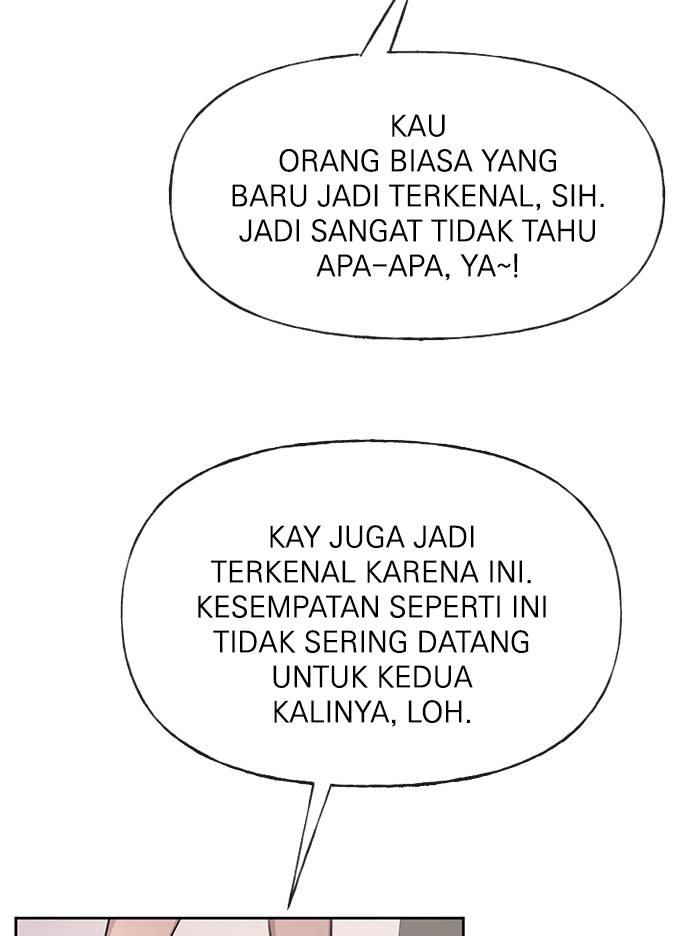 KAU
ORANG BIASA YANG
BARU JADI TERKENAL, SIH.
JADI SANGAT TIDAK TAHU
APA-APA, YA~!
KAY JUGA JADI
TERKENAL KARENA INI.
KESEMPATAN SEPERTI INI
TIDAK SERING DATANG
UNTUK KEDUA
KALINYA, LOH.